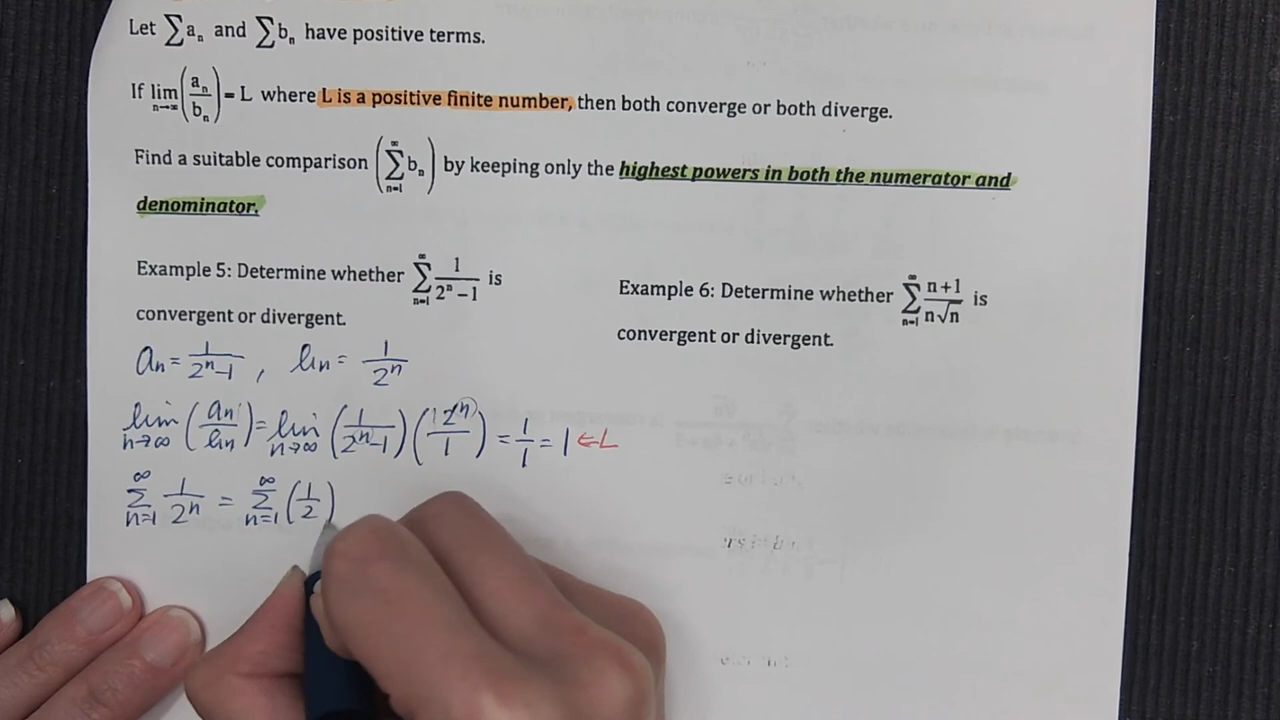 Let ∑aₙ and ∑bₙ have positive terms.
If lim n→∞ (aₙ/bₙ) = L where L is a positive finite number, then both converge or both diverge.
Find a suitable comparison (∞∑n=1 bₙ) by keeping only the highest powers in both the numerator and
denominator.
Example 5: Determine whether ∞∑n=1 1/(2ⁿ−1) is
convergent or divergent.
aₙ = 1/(2ⁿ−1) , bₙ = 1/2ⁿ
lim n→∞ (aₙ/bₙ) = lim n→∞ (1/(2ⁿ−1)) (1·2ⁿ/1) = 1/1 = 1 ← L
∞∑n=1 1/2ⁿ = ∞∑n=1 (1/2)
Example 6: Determine whether ∞∑n=1 (n+1)/(n√n) is
convergent or divergent.